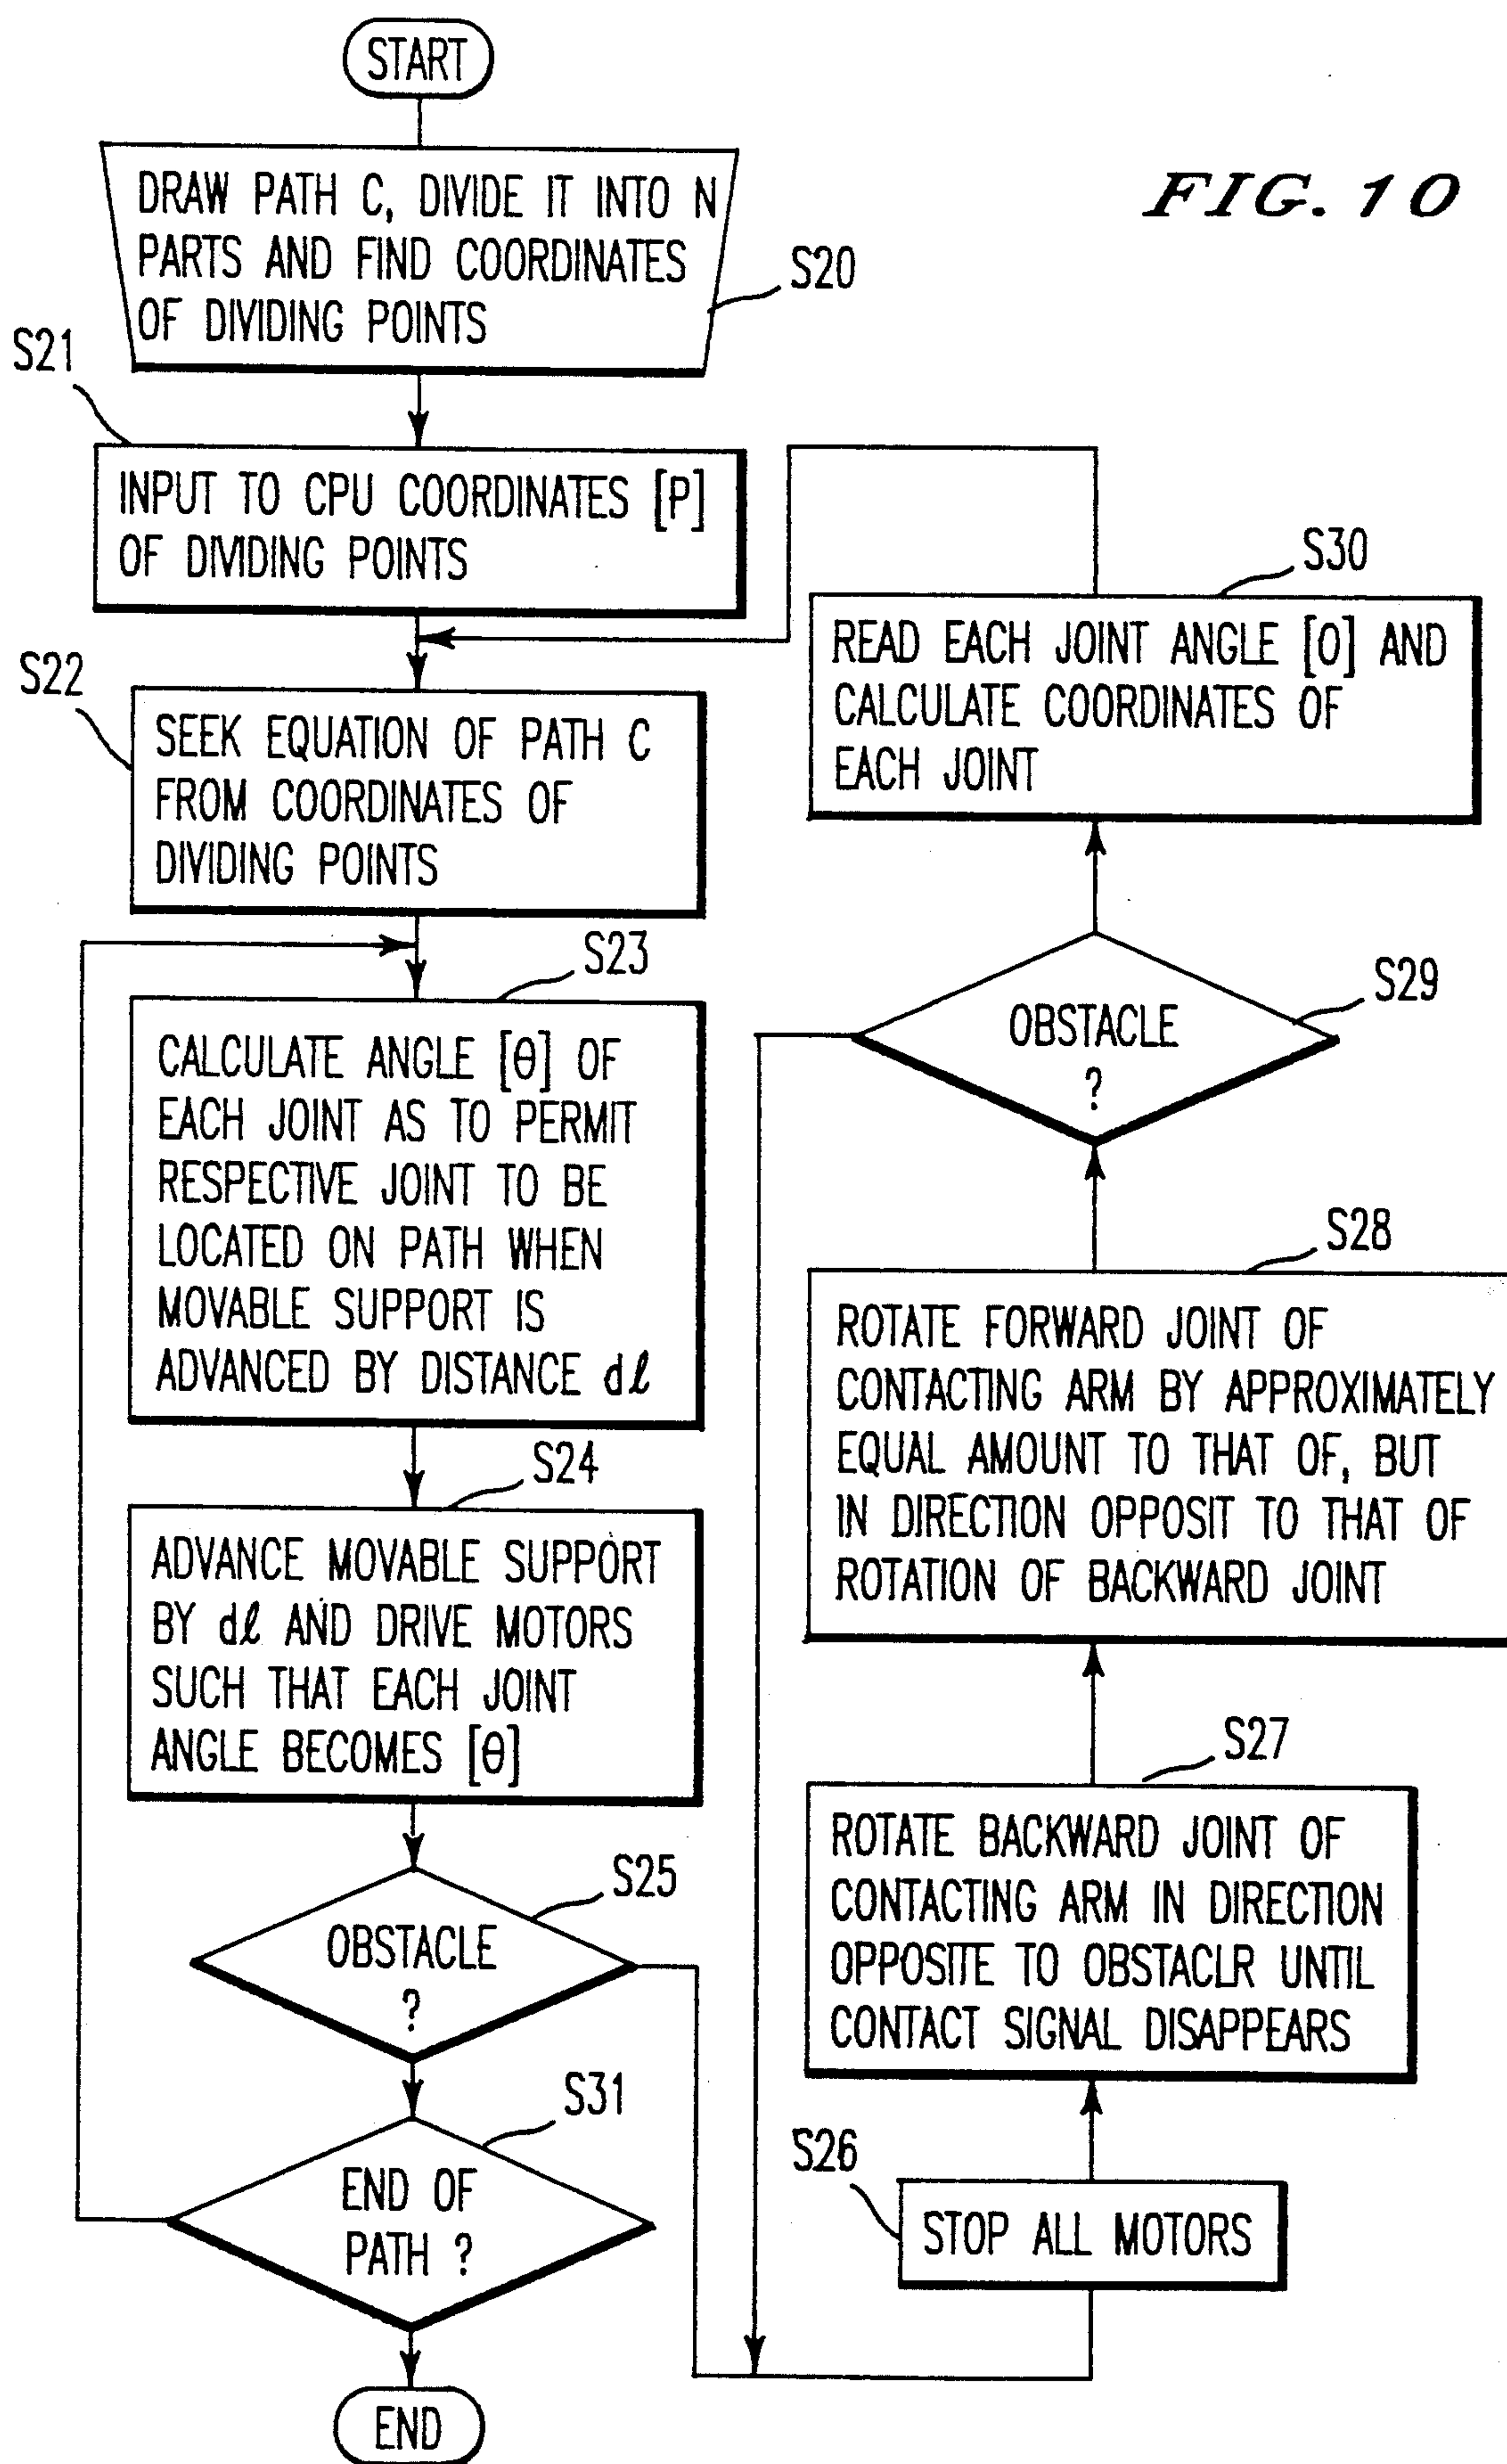 START
FIG. 10
DRAW PATH C, DIVIDE IT INTO N
PARTS AND FIND COORDINATES
OF DIVIDING POINTS
S20
S21
INPUT TO CPU COORDINATES [P]
OF DIVIDING POINTS
S22
SEEK EQUATION OF PATH C
FROM COORDINATES OF
DIVIDING POINTS
S23
CALCULATE ANGLE [θ] OF
EACH JOINT AS TO PERMIT
RESPECTIVE JOINT TO BE
LOCATED ON PATH WHEN
MOVABLE SUPPORT IS
ADVANCED BY DISTANCE dℓ
S24
ADVANCE MOVABLE SUPPORT
BY dℓ AND DRIVE MOTORS
SUCH THAT EACH JOINT
ANGLE BECOMES [θ]
S25
OBSTACLE
?
S31
END OF
PATH ?
END
S30
READ EACH JOINT ANGLE [O] AND
CALCULATE COORDINATES OF
EACH JOINT
S29
OBSTACLE
?
S28
ROTATE FORWARD JOINT OF
CONTACTING ARM BY APPROXIMATELY
EQUAL AMOUNT TO THAT OF, BUT
IN DIRECTION OPPOSIT TO THAT OF
ROTATION OF BACKWARD JOINT
S27
ROTATE BACKWARD JOINT OF
CONTACTING ARM IN DIRECTION
OPPOSITE TO OBSTACLR UNTIL
CONTACT SIGNAL DISAPPEARS
S26
STOP ALL MOTORS